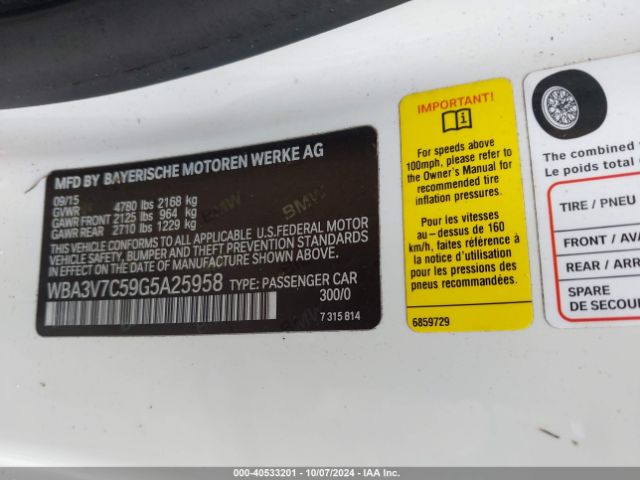 MFD BY BAYERISCHE MOTOREN WERKE AG
09/15
GVWR 4780 lbs 2168 kg
GAWR FRONT 2125 lbs 964 kg
GAWR REAR 2710 lbs 1229 kg
THIS VEHICLE CONFORMS TO ALL APPLICABLE U.S.FEDERAL MOTOR
VEHICLE SAFETY, BUMPER AND THEFT PREVENTION STANDARDS
IN EFFECT ON THE DATE OF MANUFACTURE SHOWN ABOVE.
WBA3V7C59G5A25958 TYPE: PASSENGER CAR
300/0
7 315 814
IMPORTANT!
For speeds above
100mph, please refer to
the Owner's Manual for
recommended tire
inflation pressures.
Pour les vitesses
au-dessus de 160
km/h, faites référence à
la notice d'utilisation
pour les pressions des
pneus recommandées.
6859729
The combined
Le poids total
TIRE / PNEU
FRONT / AVA
REAR / ARR
SPARE
DE SECOU
000-40533201 - 10/07/2024 - IAA Inc.